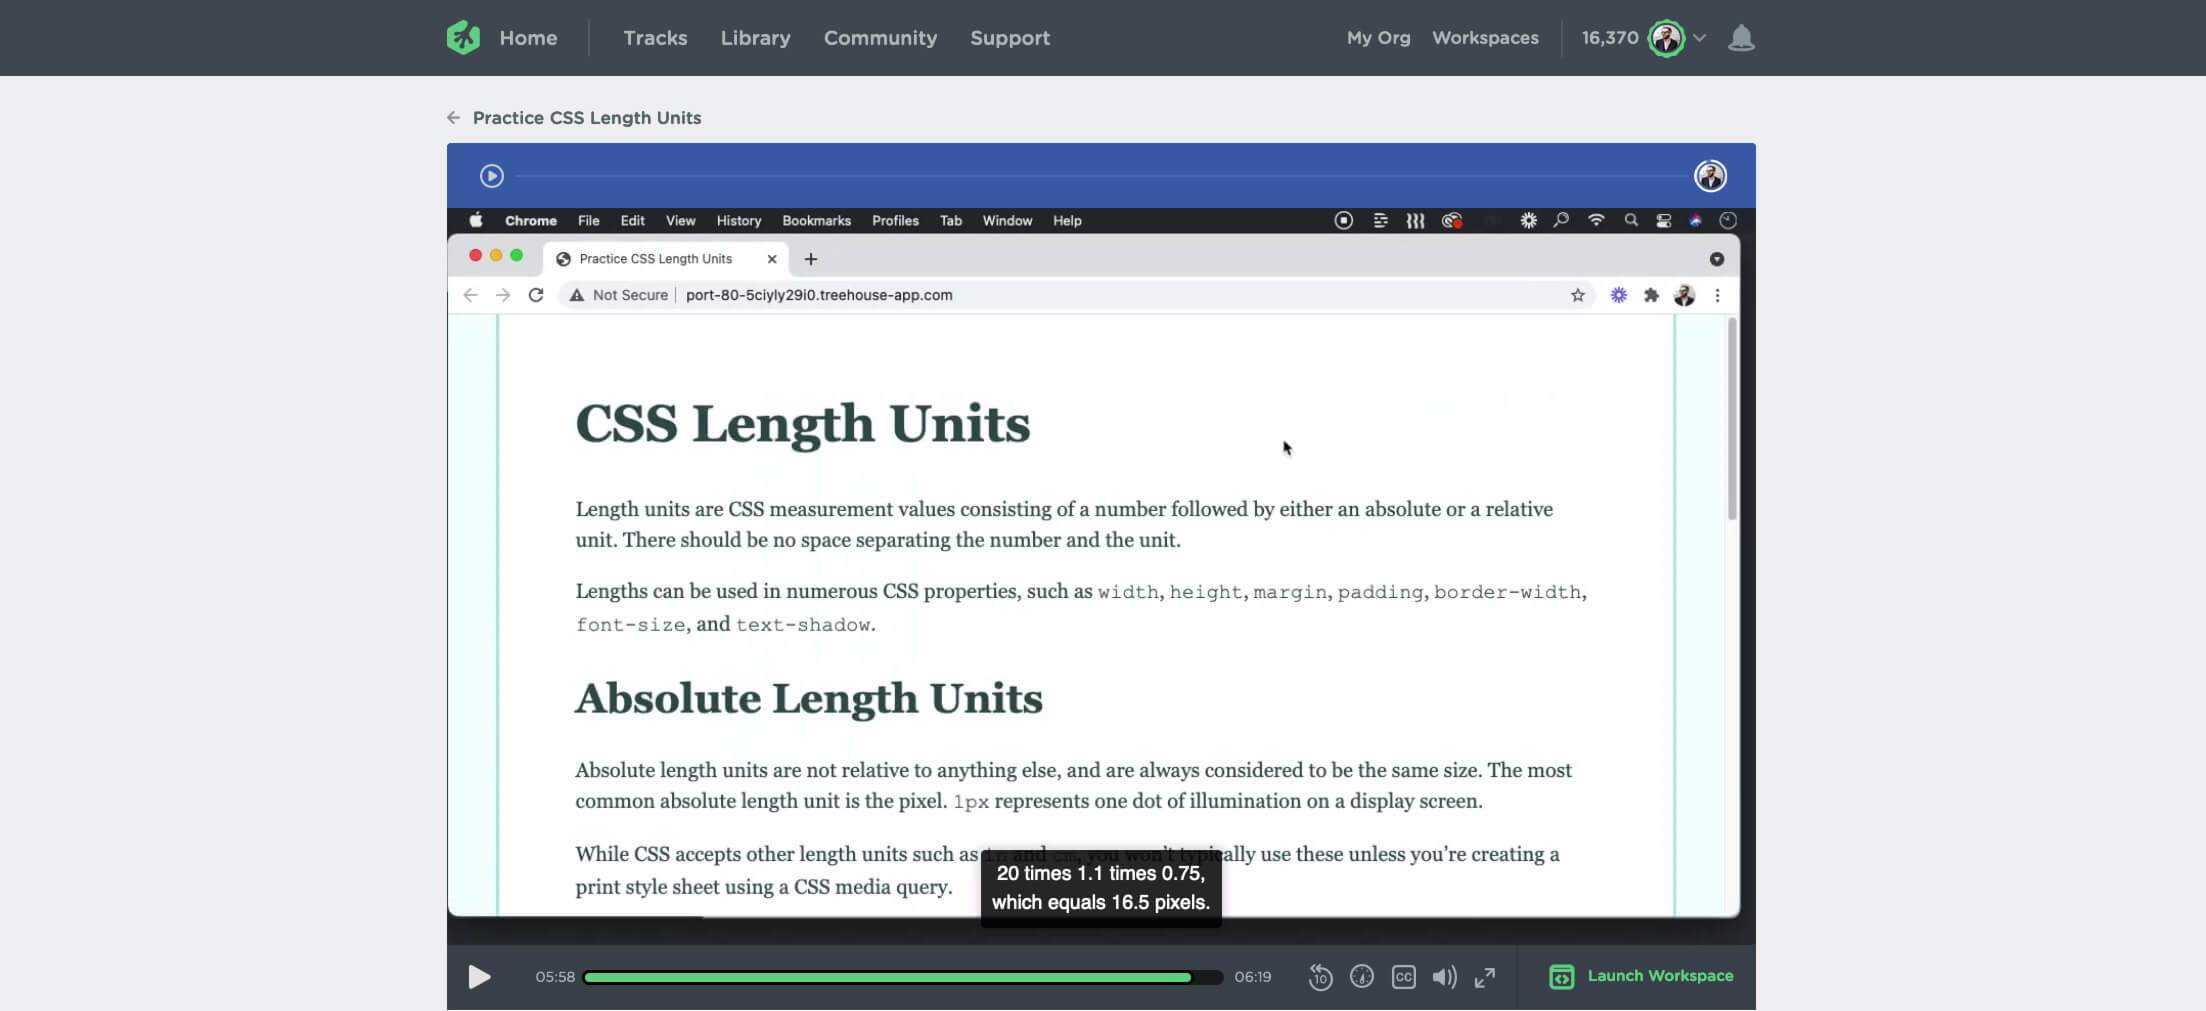 Home Tracks Library Community Support My Org Workspaces 16,370
← Practice CSS Length Units
Chrome File Edit View History Bookmarks Profiles Tab Window Help
Practice CSS Length Units
Not Secure port-80-5ciyly29i0.treehouse-app.com
CSS Length Units
Length units are CSS measurement values consisting of a number followed by either an absolute or a relative
unit. There should be no space separating the number and the unit.
Lengths can be used in numerous CSS properties, such as width, height, margin, padding, border-width,
font-size, and text-shadow.
Absolute Length Units
Absolute length units are not relative to anything else, and are always considered to be the same size. The most
common absolute length unit is the pixel. 1px represents one dot of illumination on a display screen.
While CSS accepts other length units such as in and cm, you won't typically use these unless you're creating a
print style sheet using a CSS media query.
20 times 1.1 times 0.75,
which equals 16.5 pixels.
05:58 06:19 10 CC Launch Workspace